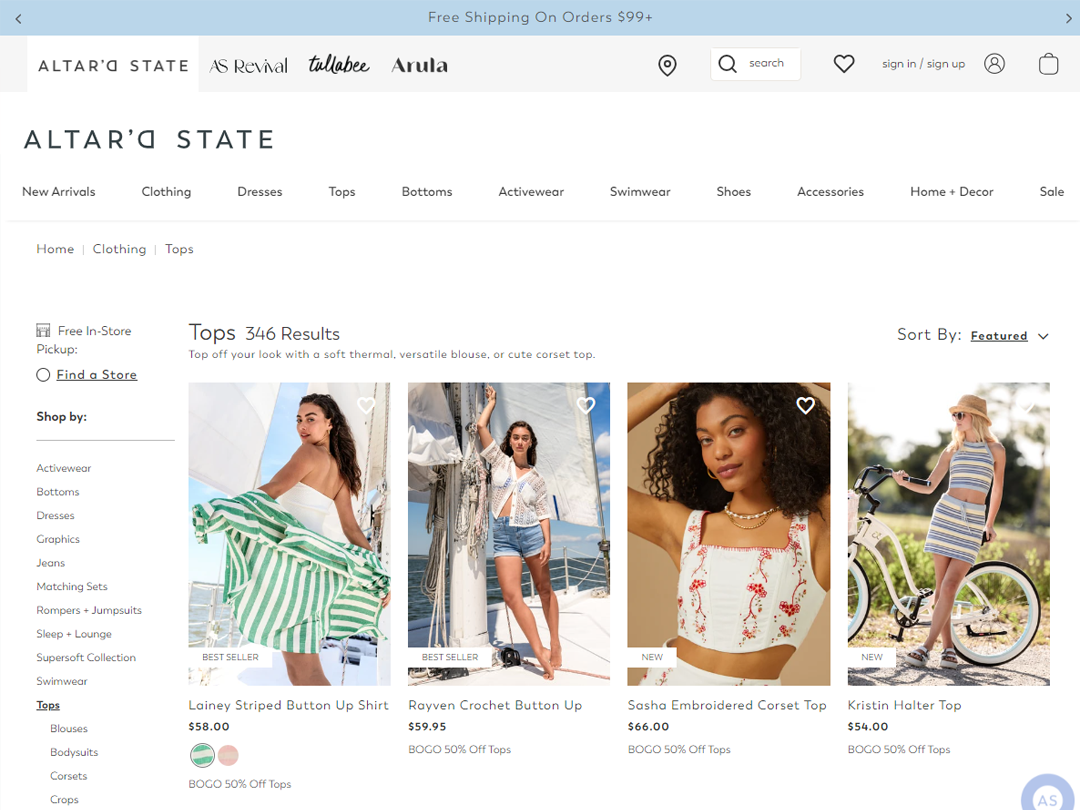 Free Shipping On Orders $99+
ALTAR'D STATE
AS Revival
tullabee
Arula
search
sign in / sign up
ALTAR'D STATE
New Arrivals
Clothing
Dresses
Tops
Bottoms
Activewear
Swimwear
Shoes
Accessories
Home + Decor
Sale
Home | Clothing | Tops
Free In-Store
Pickup:
Find a Store
Shop by:
Activewear
Bottoms
Dresses
Graphics
Jeans
Matching Sets
Rompers + Jumpsuits
Sleep + Lounge
Supersoft Collection
Swimwear
Tops
Blouses
Bodysuits
Corsets
Crops
Tops 346 Results
Top off your look with a soft thermal, versatile blouse, or cute corset top.
Sort By: Featured
BEST SELLER
Lainey Striped Button Up Shirt
$58.00
BOGO 50% Off Tops
BEST SELLER
Rayven Crochet Button Up
$59.95
BOGO 50% Off Tops
NEW
Sasha Embroidered Corset Top
$66.00
BOGO 50% Off Tops
NEW
Kristin Halter Top
$54.00
BOGO 50% Off Tops
AS